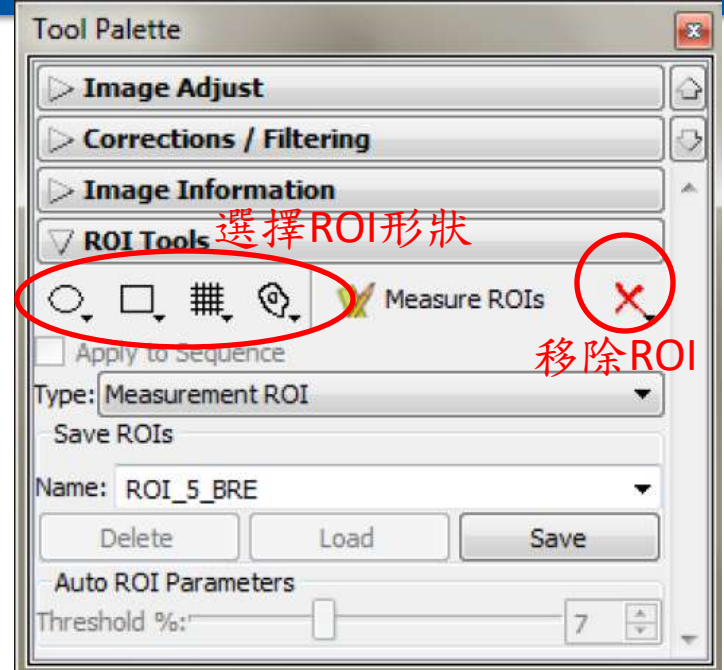 Tool Palette
Image Adjust
Corrections / Filtering
Image Information
ROI Tools
選擇ROI形狀
Measure ROIs
移除ROI
Apply to Sequence
Type: Measurement ROI
Save ROIs
Name: ROI_5_BRE
Delete Load Save
Auto ROI Parameters
Threshold %: 7